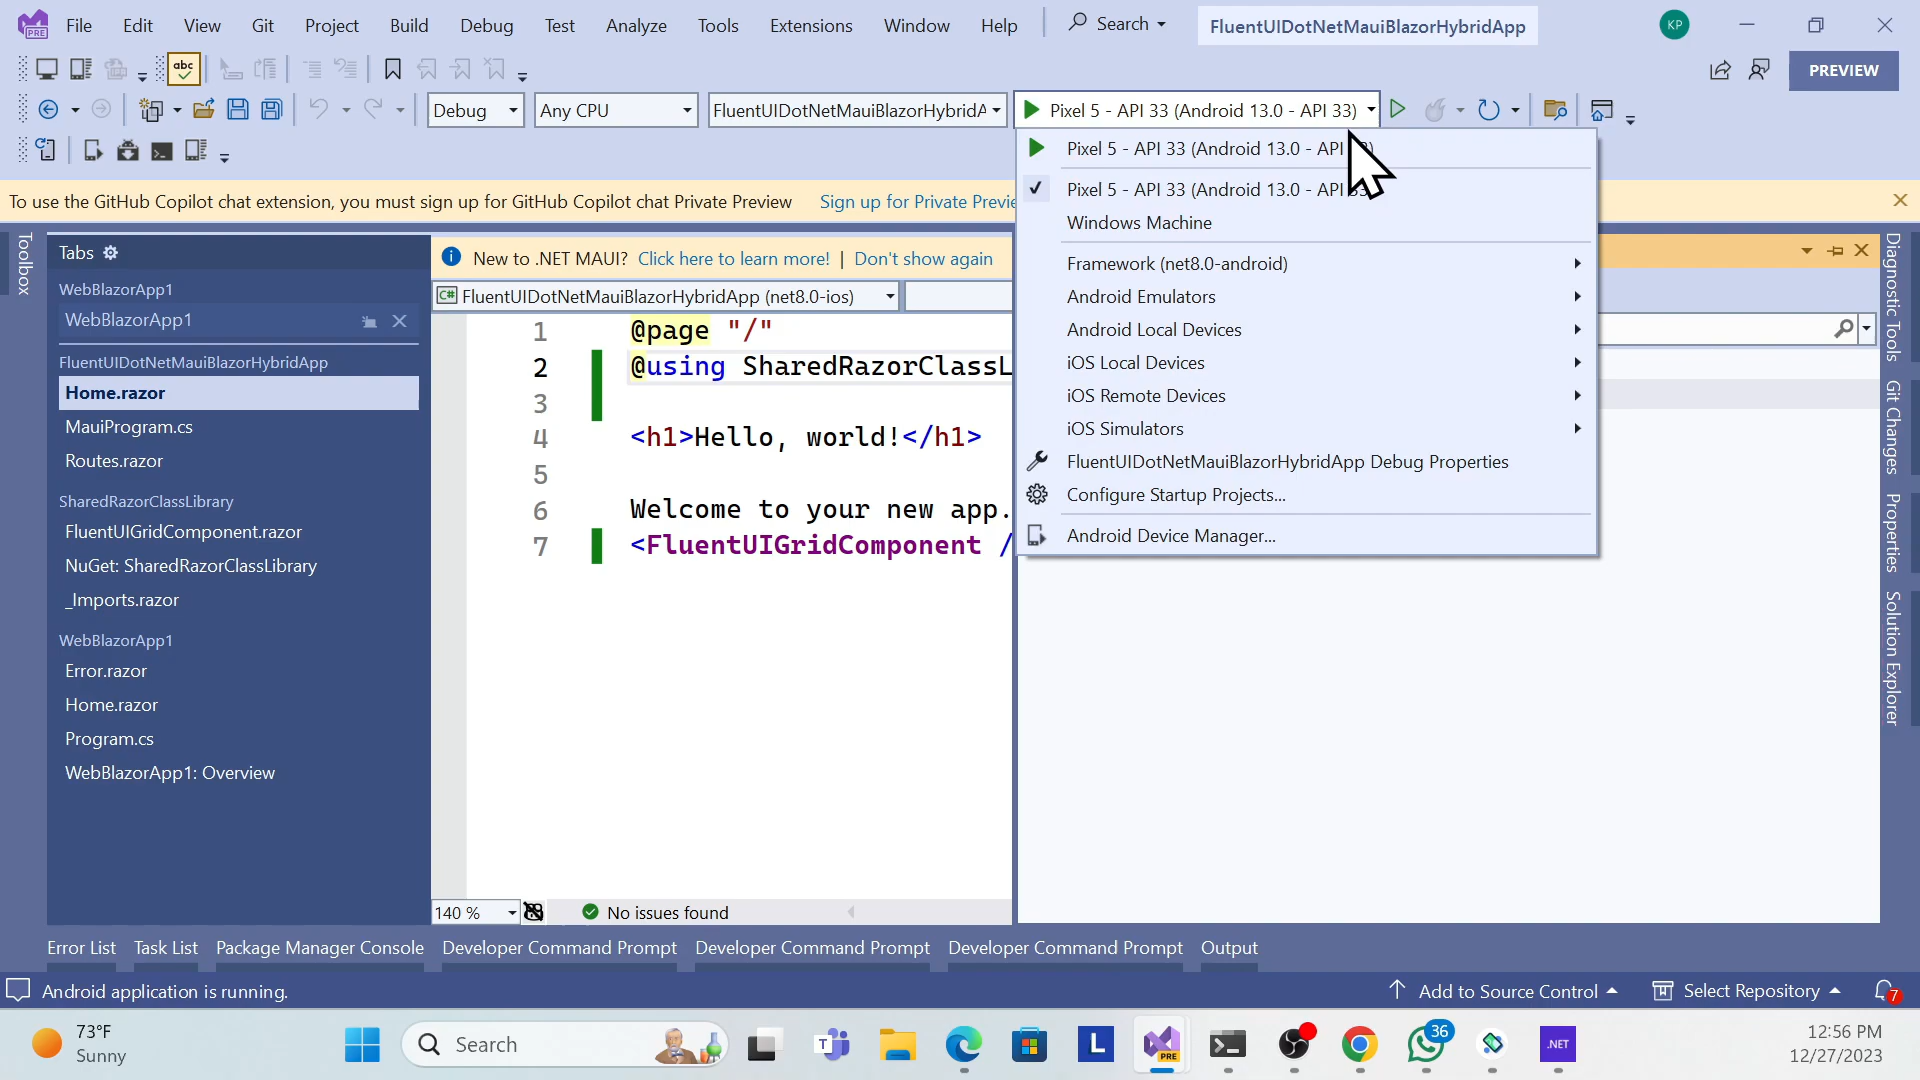 File Edit View Git Project Build Debug Test Analyze Tools Extensions Window Help Search FluentUIDotNetMauiBlazorHybridApp KP
PRE
abc PREVIEW
Debug Any CPU FluentUIDotNetMauiBlazorHybridA Pixel 5 - API 33 (Android 13.0 - API 33)
Pixel 5 - API 33 (Android 13.0 - API
To use the GitHub Copilot chat extension, you must sign up for GitHub Copilot chat Private Preview Sign up for Private Previe
Pixel 5 - API 33 (Android 13.0 - API
Windows Machine
Framework (net8.0-android)
Android Emulators
Android Local Devices
iOS Local Devices
iOS Remote Devices
iOS Simulators
FluentUIDotNetMauiBlazorHybridApp Debug Properties
Configure Startup Projects...
Android Device Manager...
Toolbox
Tabs
WebBlazorApp1
WebBlazorApp1
FluentUIDotNetMauiBlazorHybridApp
Home.razor
MauiProgram.cs
Routes.razor
SharedRazorClassLibrary
FluentUIGridComponent.razor
NuGet: SharedRazorClassLibrary
_Imports.razor
WebBlazorApp1
Error.razor
Home.razor
Program.cs
WebBlazorApp1: Overview
New to .NET MAUI? Click here to learn more! | Don't show again
C# FluentUIDotNetMauiBlazorHybridApp (net8.0-ios)
1 @page "/"
2 @using SharedRazorClassL
3
4 <h1>Hello, world!</h1>
5
6 Welcome to your new app.
7 <FluentUIGridComponent /
140 % No issues found
Diagnostic Tools
Git Changes
Properties
Solution Explorer
Error List Task List Package Manager Console Developer Command Prompt Developer Command Prompt Developer Command Prompt Output
Android application is running. Add to Source Control Select Repository 7
73°F
Sunny
Search
T L PRE 36 .NET
12:56 PM
12/27/2023